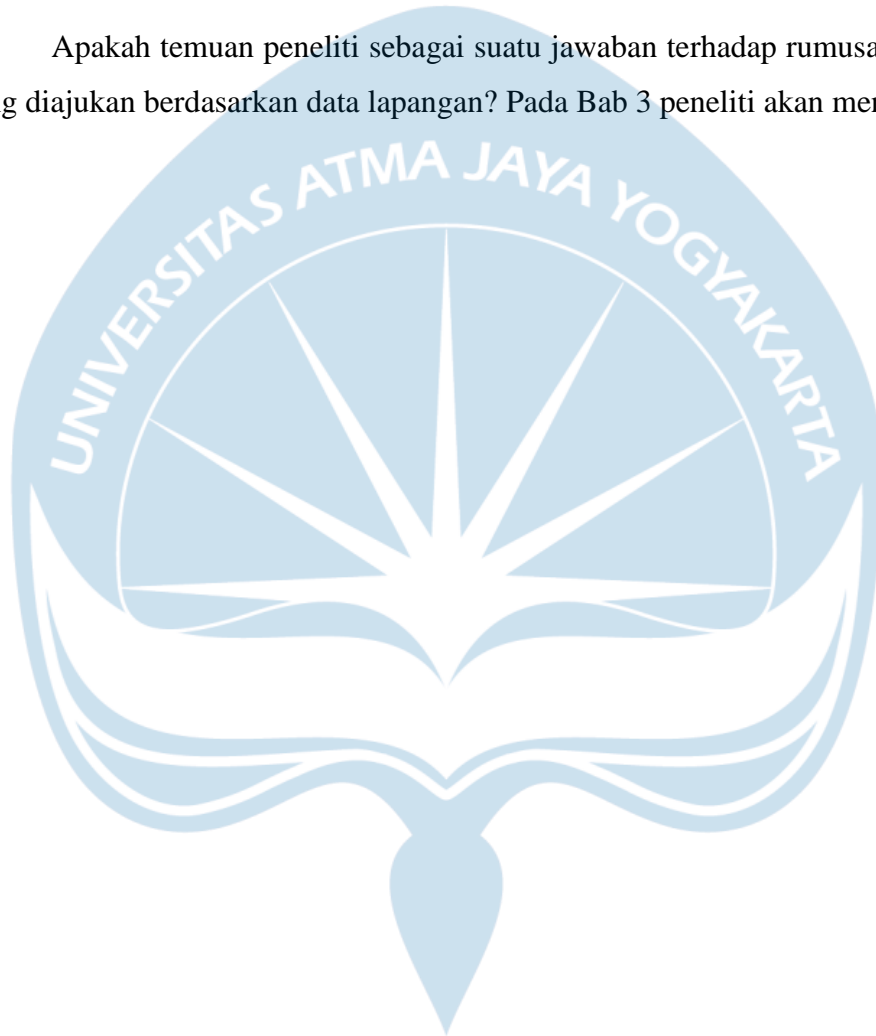 Apakah temuan peneliti sebagai suatu jawaban terhadap rumusa
g diajukan berdasarkan data lapangan? Pada Bab 3 peneliti akan mer
UNIVERSITAS ATMA JAYA YOGYAKARTA